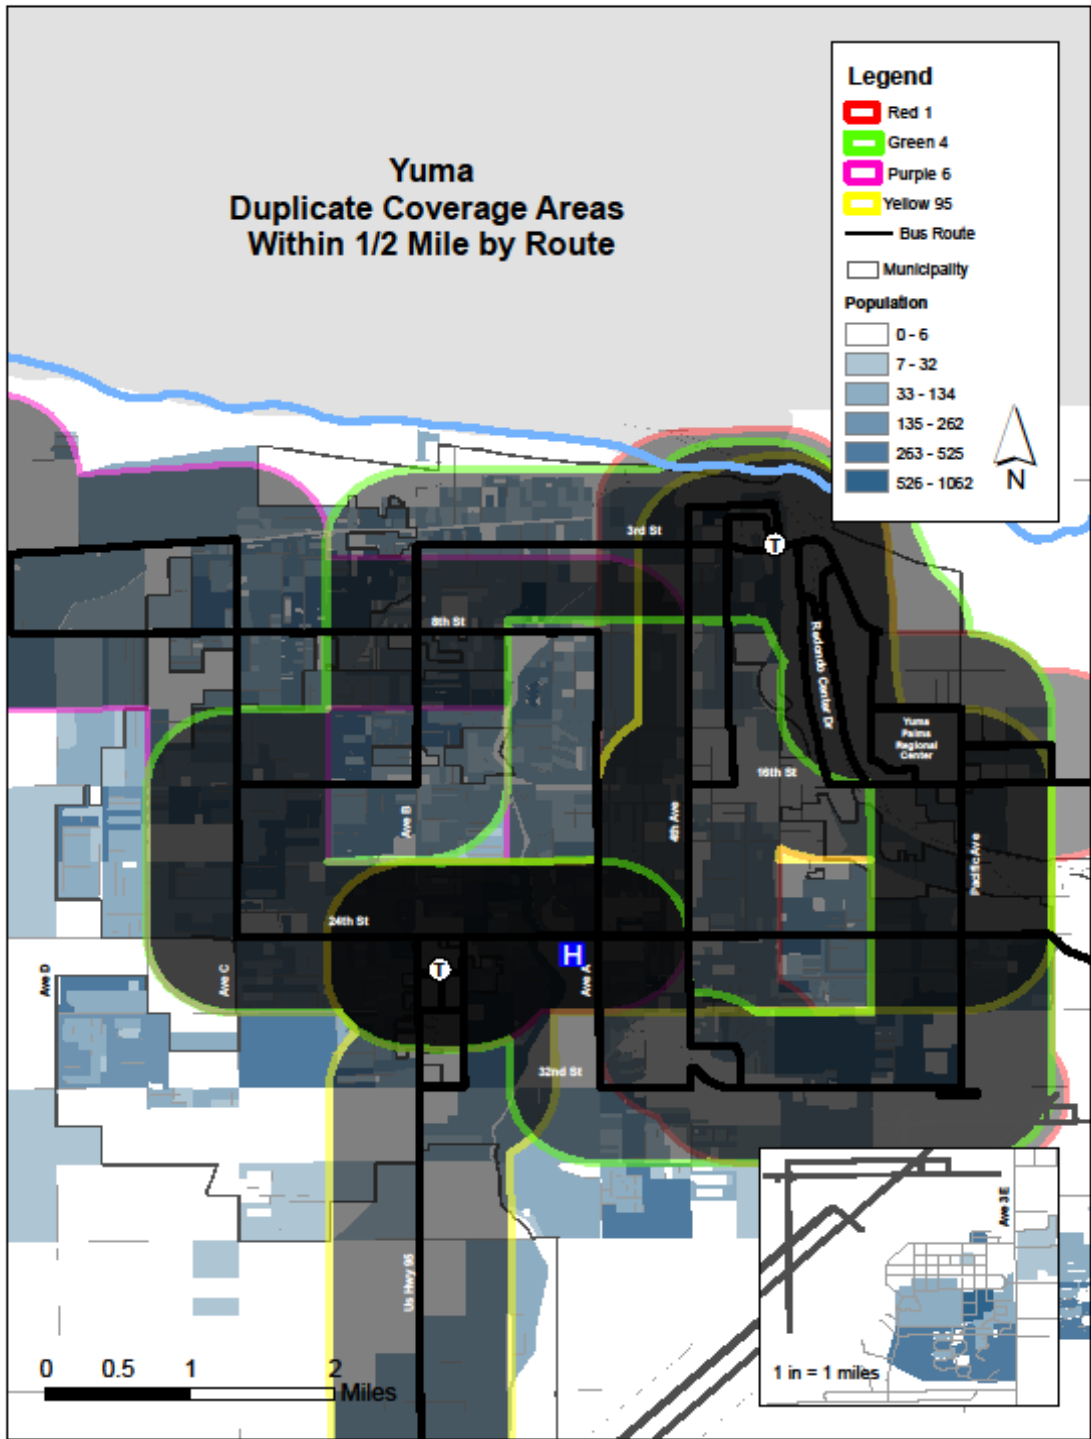 Yuma
Duplicate Coverage Areas
Within 1/2 Mile by Route
Legend
Red 1
Green 4
Purple 6
Yellow 95
Bus Route
Municipality
Population
0 - 6
7 - 32
33 - 134
135 - 262
263 - 525
526 - 1062
N
3rd St
T
8th St
Redondo Center Dr
Yuma
Palms
Regional
Center
16th St
Ave B
4th Ave
Pacific Ave
24th St
H
T
Ave D
Ave C
Ave A
32nd St
Us Hwy 95
Ave 3E
0 0.5 1 2
Miles
1 in = 1 miles